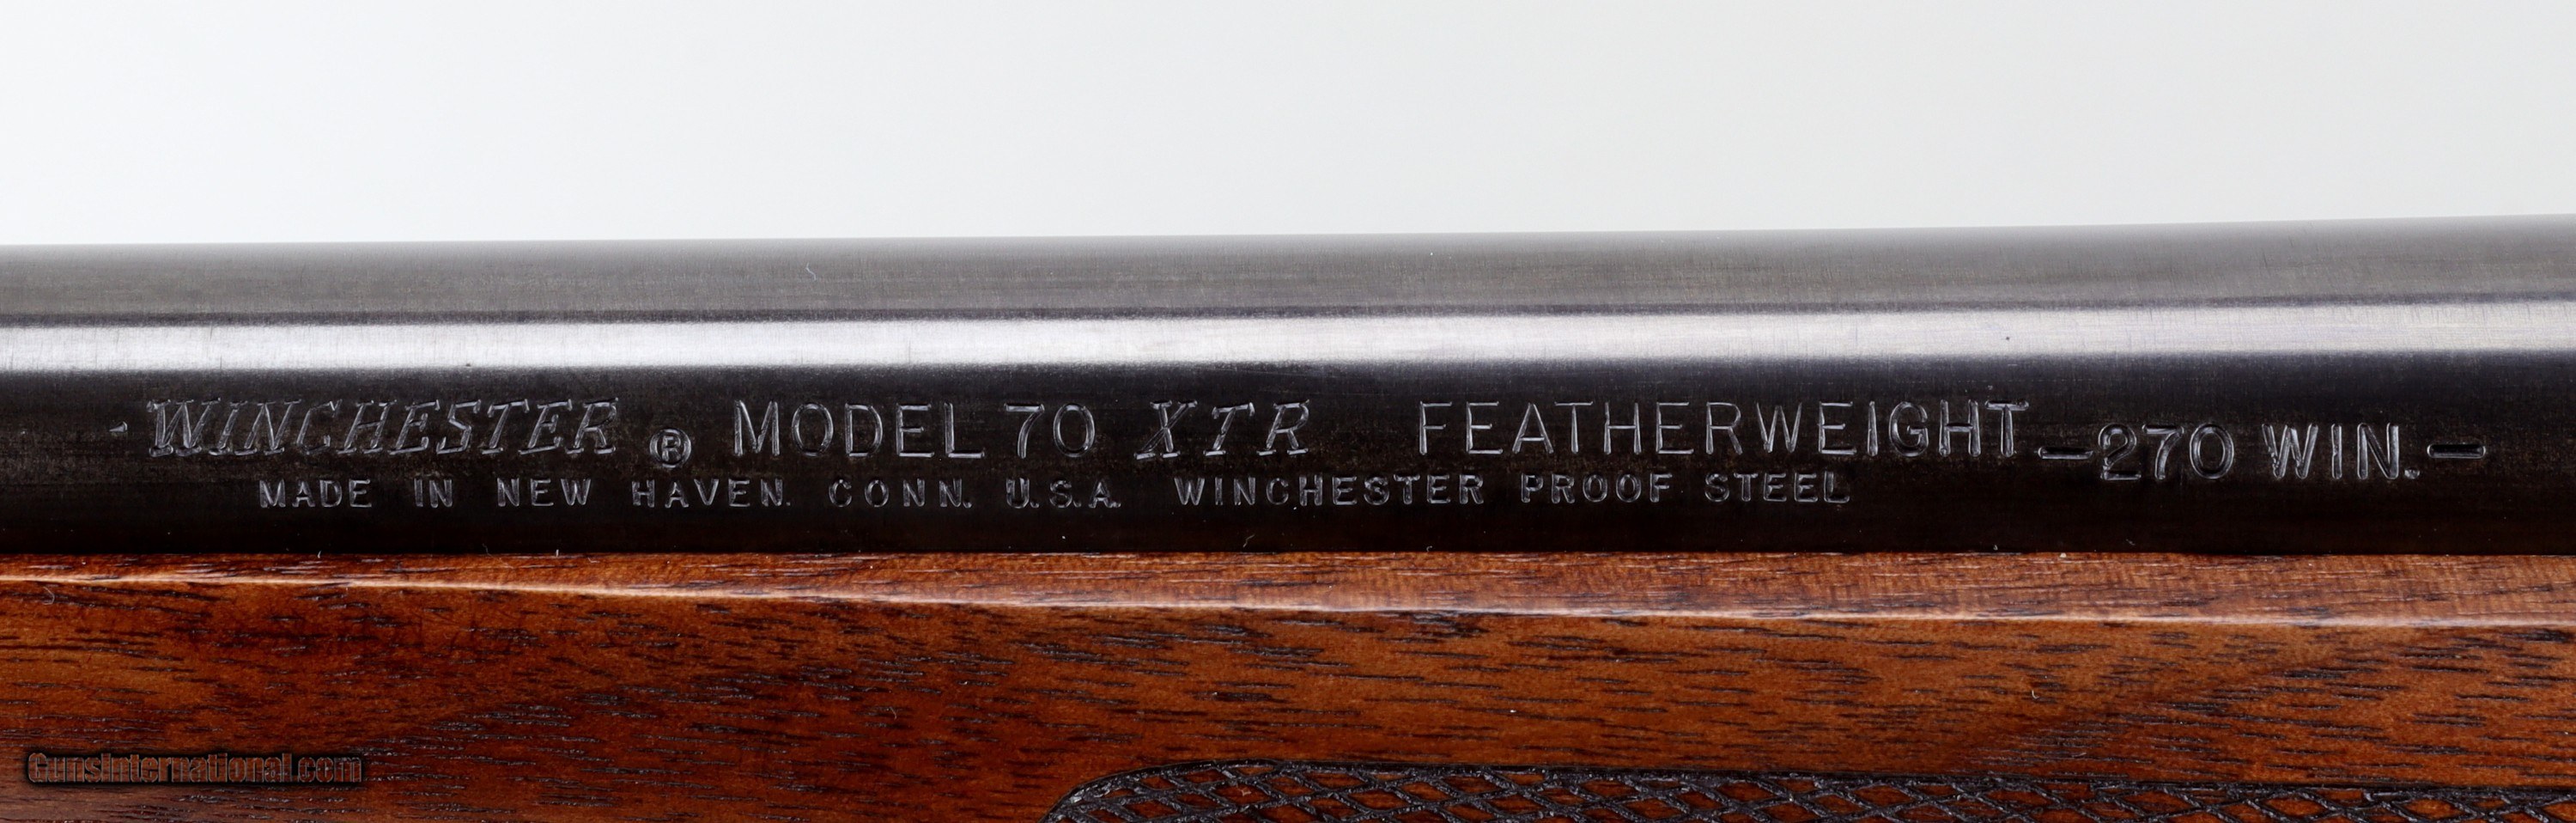 -WINCHESTER ® MODEL 70 XTR FEATHERWEIGHT -270 WIN.-
MADE IN NEW HAVEN. CONN. U.S.A. WINCHESTER PROOF STEEL
GunsInternational.com